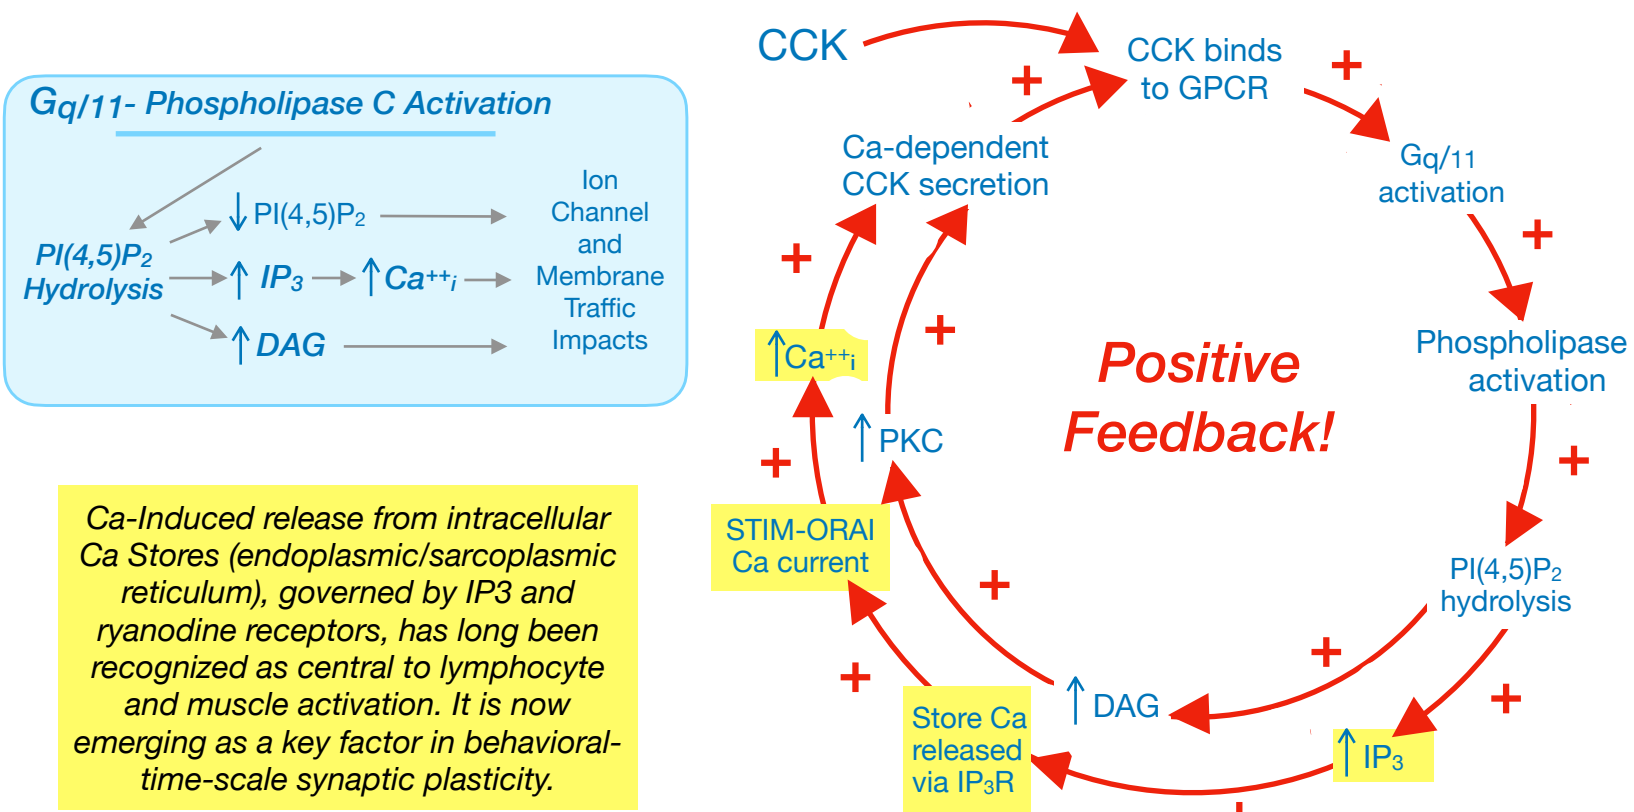 Gq/11- Phospholipase C Activation
PI(4,5)P2
Hydrolysis
↓ PI(4,5)P2
↑ IP3
↑ Ca++i
↑ DAG
Ion
Channel
and
Membrane
Traffic
Impacts
Ca-Induced release from intracellular
Ca Stores (endoplasmic/sarcoplasmic
reticulum), governed by IP3 and
ryanodine receptors, has long been
recognized as central to lymphocyte
and muscle activation. It is now
emerging as a key factor in behavioral-
time-scale synaptic plasticity.
CCK
CCK binds
to GPCR
+
+
Gq/11
activation
+
Phospholipase
activation
+
PI(4,5)P2
hydrolysis
+
+
↑ IP3
+
↑ DAG
Store Ca
released
via IP3R
+
+
STIM-ORAI
Ca current
+
↑ PKC
+
↑Ca++i
+
Ca-dependent
CCK secretion
Positive
Feedback!